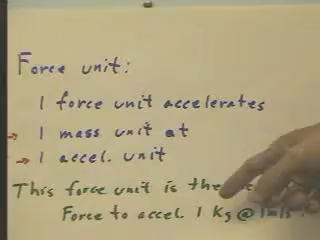 Force unit:
1 force unit accelerates
→ 1 mass unit at
→ 1 accel. unit
This force unit is the
Force to accel. 1 Kg @ 1m/s